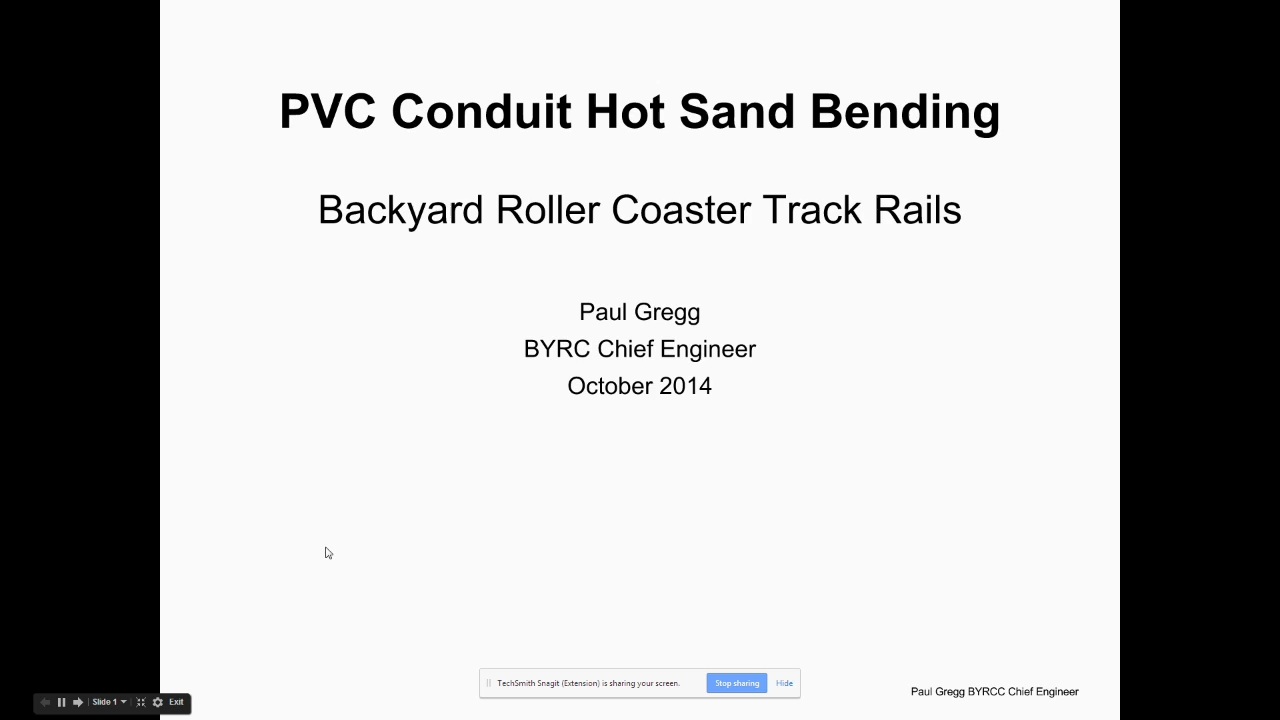 PVC Conduit Hot Sand Bending
Backyard Roller Coaster Track Rails
Paul Gregg
BYRC Chief Engineer
October 2014
TechSmith Snagit (Extension) is sharing your screen.
Stop sharing
Hide
Paul Gregg BYRCC Chief Engineer
Slide 1
Exit